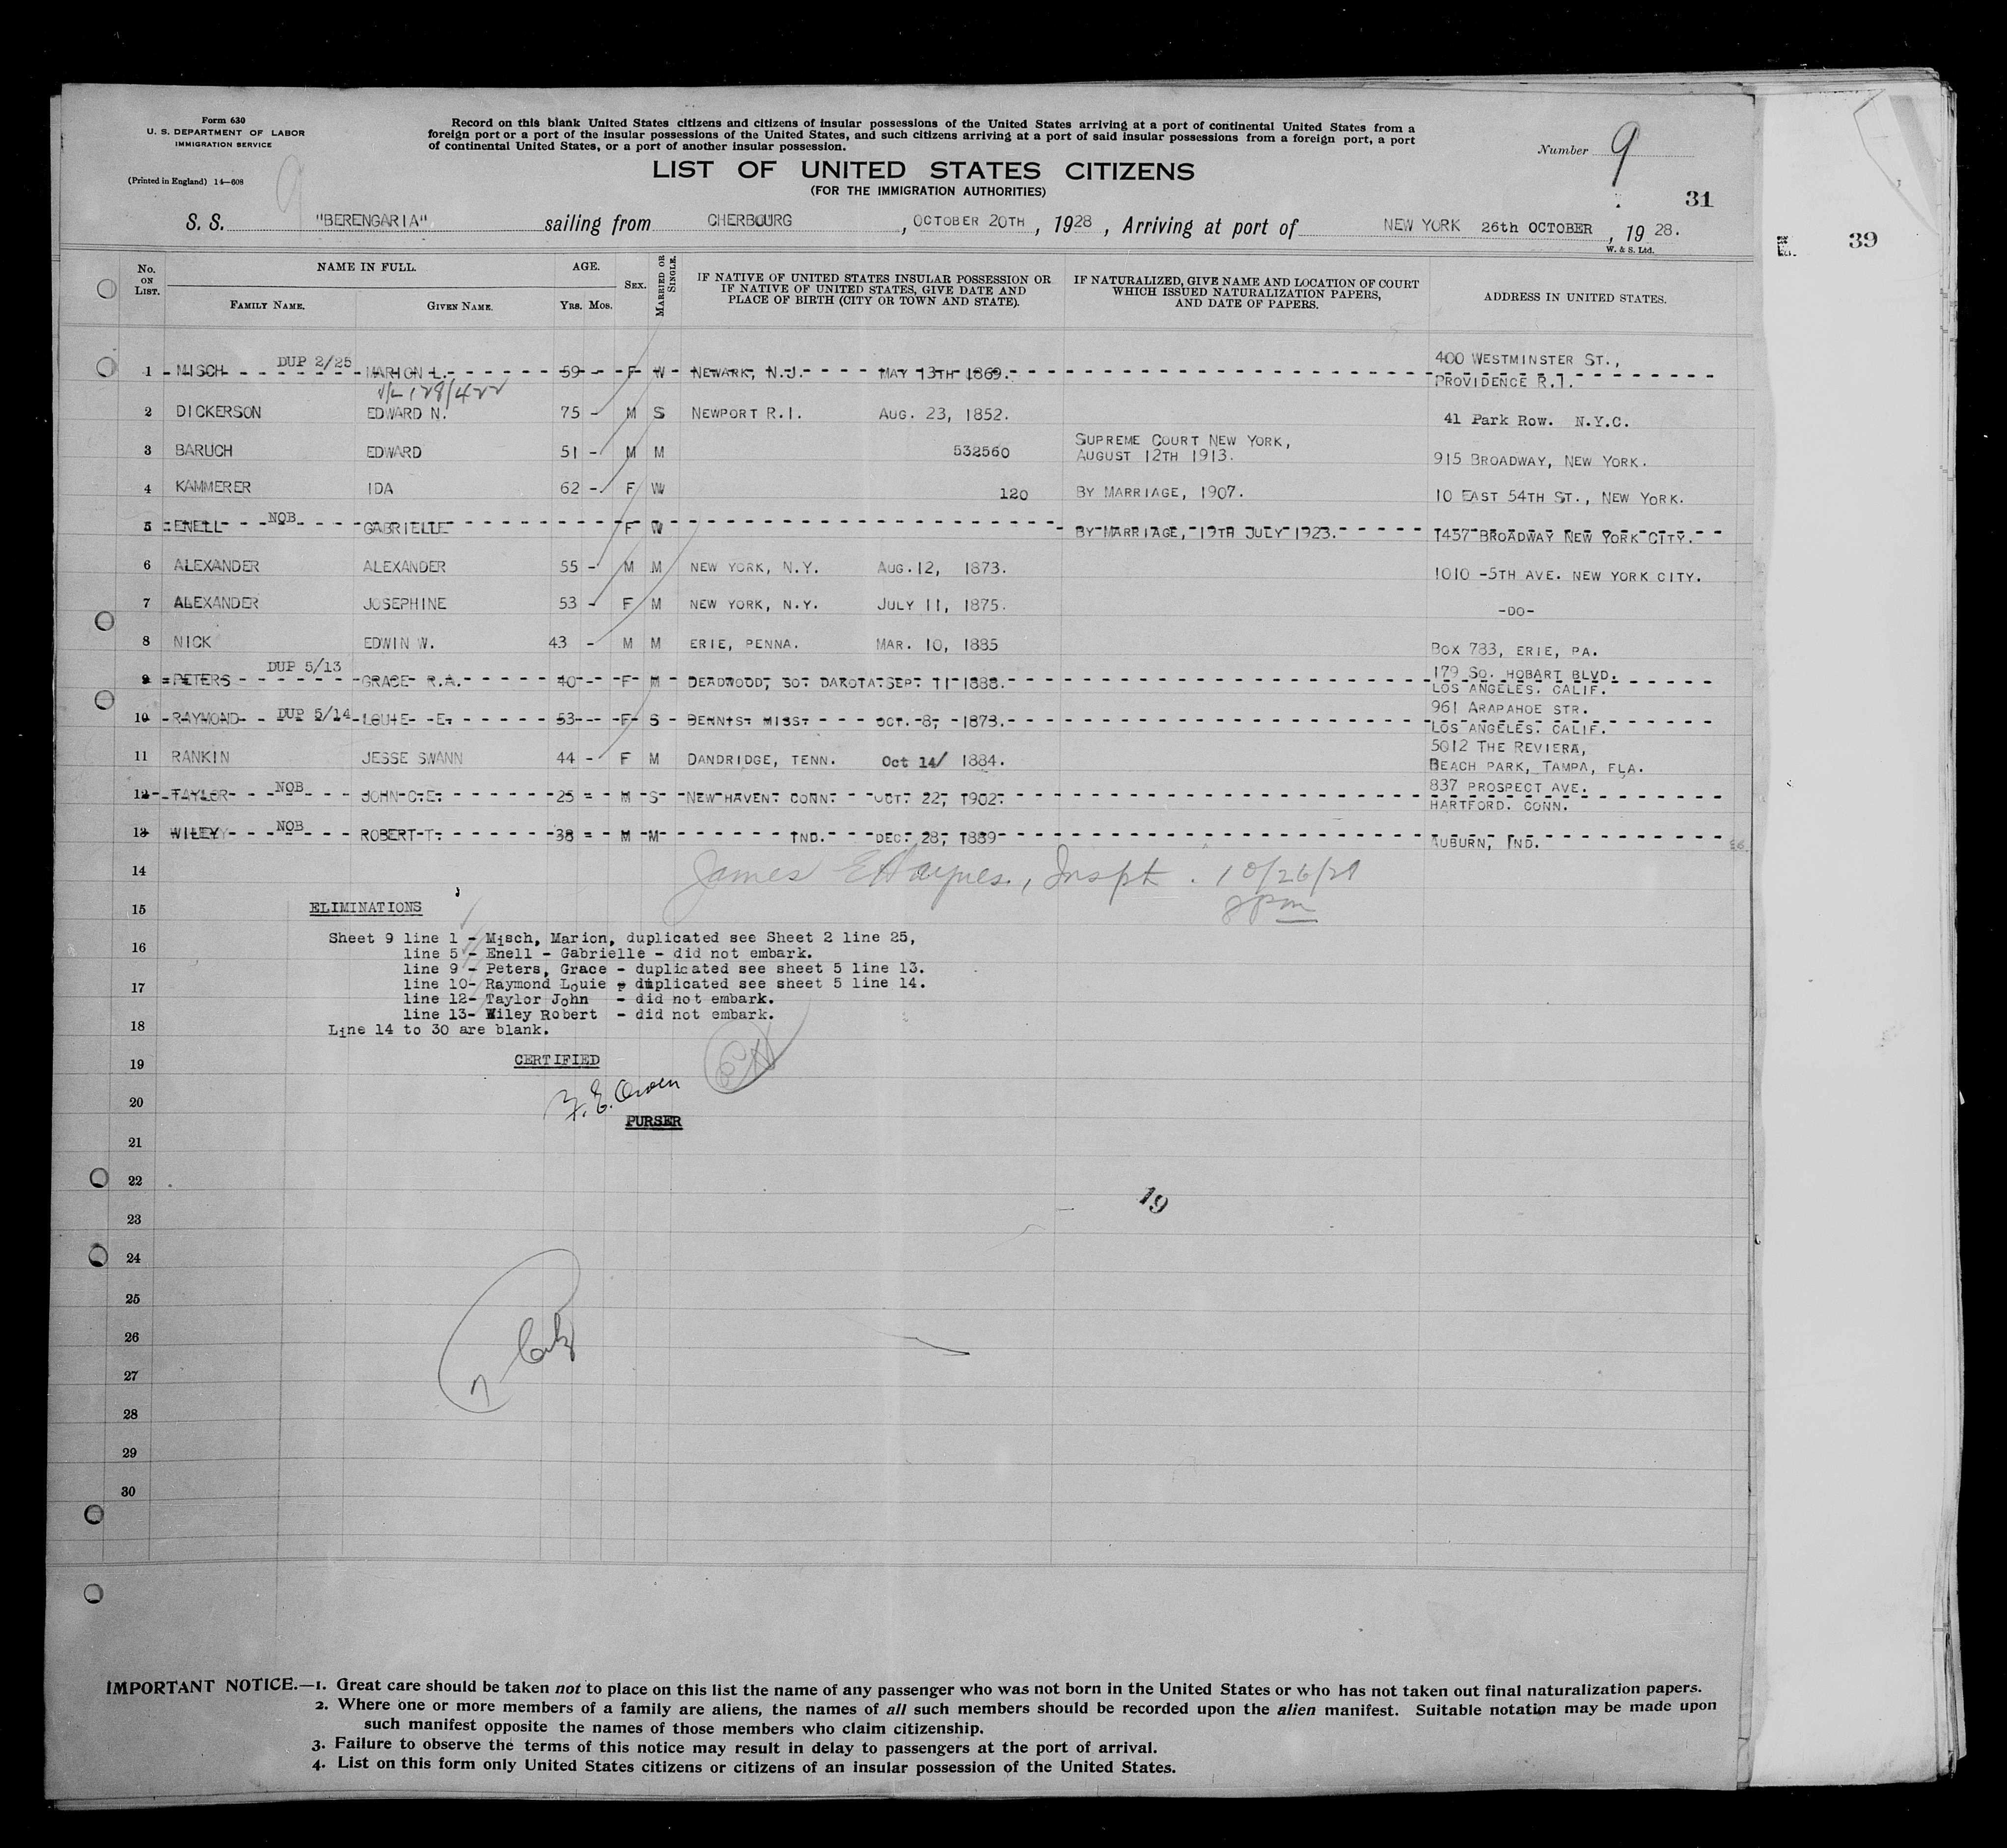 Form 630
U. S. DEPARTMENT OF LABOR
IMMIGRATION SERVICE
(Printed in England) 14—608
Record on this blank United States citizens and citizens of insular possessions of the United States arriving at a port of continental United States from a
foreign port or a port of the insular possessions of the United States, and such citizens arriving at a port of said insular possessions from a foreign port, a port
of continental United States, or a port of another insular possession.
LIST OF UNITED STATES CITIZENS
(FOR THE IMMIGRATION AUTHORITIES)
Number 9
9
31
39
S. S. "BERENGARIA" sailing from CHERBOURG, OCTOBER 20TH, 1928, Arriving at port of NEW YORK 26th OCTOBER, 1928.
W. & S. Ltd.
No. ON LIST. NAME IN FULL. FAMILY NAME. GIVEN NAME. AGE. Yrs. Mos. SEX. MARRIED OR SINGLE. IF NATIVE OF UNITED STATES INSULAR POSSESSION OR IF NATIVE OF UNITED STATES, GIVE DATE AND PLACE OF BIRTH (CITY OR TOWN AND STATE). IF NATURALIZED, GIVE NAME AND LOCATION OF COURT WHICH ISSUED NATURALIZATION PAPERS, AND DATE OF PAPERS. ADDRESS IN UNITED STATES.
1 MISCH DUP 2/25 MARION L. 59 - F W NEWARK, N.J. MAY 13TH 1869. 400 WESTMINSTER ST., PROVIDENCE R.I.
2 DICKERSON EDWARD N. 75 - M S NEWPORT R.I. AUG. 23, 1852. 41 Park Row. N.Y.C.
3 BARUCH EDWARD 51 - M M 532560 SUPREME COURT NEW YORK, AUGUST 12TH 1913. 915 BROADWAY, NEW YORK.
4 KAMMERER IDA 62 - F W 120 BY MARRIAGE, 1907. 10 EAST 54TH ST., NEW YORK.
5 ENELL NOB GABRIELLE F W BY MARRIAGE, 19TH JULY 1923. 1457 BROADWAY NEW YORK CITY.
6 ALEXANDER ALEXANDER 55 - M M NEW YORK, N.Y. AUG.12, 1873. 1010 -5TH AVE. NEW YORK CITY.
7 ALEXANDER JOSEPHINE 53 - F M NEW YORK, N.Y. JULY 11, 1875. -DO-
8 NICK EDWIN W. 43 - M M ERIE, PENNA. MAR. 10, 1885 BOX 783, ERIE, PA.
9 PETERS DUP 5/13 GRACE R.A. 40 - F M DEADWOOD, SO. DAKOTA. SEPT 11 1888. 179 SO. HOBART BLVD. LOS ANGELES. CALIF.
10 RAYMOND DUP 5/14 LOUIE E. 53 - F S DENNIS. MISS. OCT. 8, 1873. 961 ARAPAHOE STR. LOS ANGELES. CALIF.
11 RANKIN JESSE SWANN 44 - F M DANDRIDGE, TENN. Oct 14/ 1884. 5012 THE REVIERA, BEACH PARK, TAMPA, FLA.
12 TAYLOR NOB JOHN C.E. 25 - M S NEW HAVEN. CONN. OCT. 22, 1902. 837 PROSPECT AVE. HARTFORD. CONN.
13 WILEY NOB ROBERT T. 38 - M M IND. DEC. 28, 1889 AUBURN, IND.
14 James E Haynes., Inspt. 10/26/28
8 Pm
15 ELIMINATIONS
Sheet 9 line 1 - Misch, Marion, duplicated see Sheet 2 line 25,
16 line 5 - Enell - Gabrielle - did not embark.
line 9 - Peters, Grace - duplicated see sheet 5 line 13.
17 line 10- Raymond Louie - duplicated see sheet 5 line 14.
line 12- Taylor John - did not embark.
line 13- Wiley Robert - did not embark.
18 Line 14 to 30 are blank.
19 CERTIFIED
20 F. E. Owen
PURSER
21
22
19
23
24
25
26
27 7
28
29
30
IMPORTANT NOTICE.—1. Great care should be taken not to place on this list the name of any passenger who was not born in the United States or who has not taken out final naturalization papers.
2. Where one or more members of a family are aliens, the names of all such members should be recorded upon the alien manifest. Suitable notation may be made upon
such manifest opposite the names of those members who claim citizenship.
3. Failure to observe the terms of this notice may result in delay to passengers at the port of arrival.
4. List on this form only United States citizens or citizens of an insular possession of the United States.